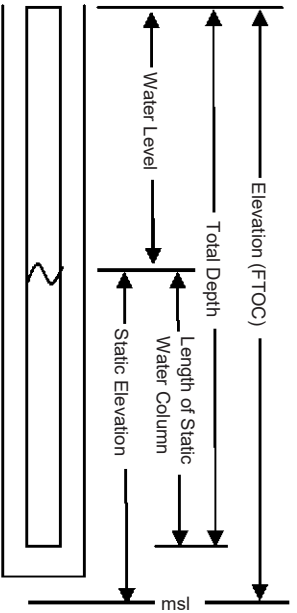 Water Level
Total Depth
Elevation (FTOC)
Static Elevation
Length of Static
Water Column
msl